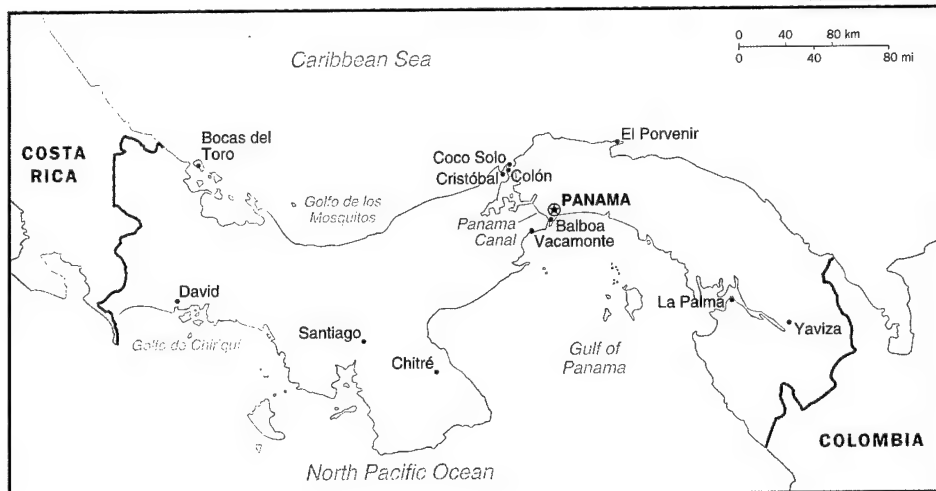 0 40 80 km
0 40 80 mi
Caribbean Sea
COSTA
RICA
Bocas del
Toro
El Porvenir
Coco Solo
Cristóbal
Colón
Golfo de los
Mosquitos
PANAMA
Panama
Canal
Balboa
Vacamonte
David
La Palma
Golfo de Chiriquí
Santiago
Yaviza
Chitré
Gulf of
Panama
COLOMBIA
North Pacific Ocean